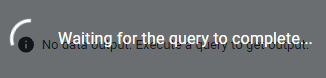 Waiting for the query to complete...
No data output. Execute a query to get output.